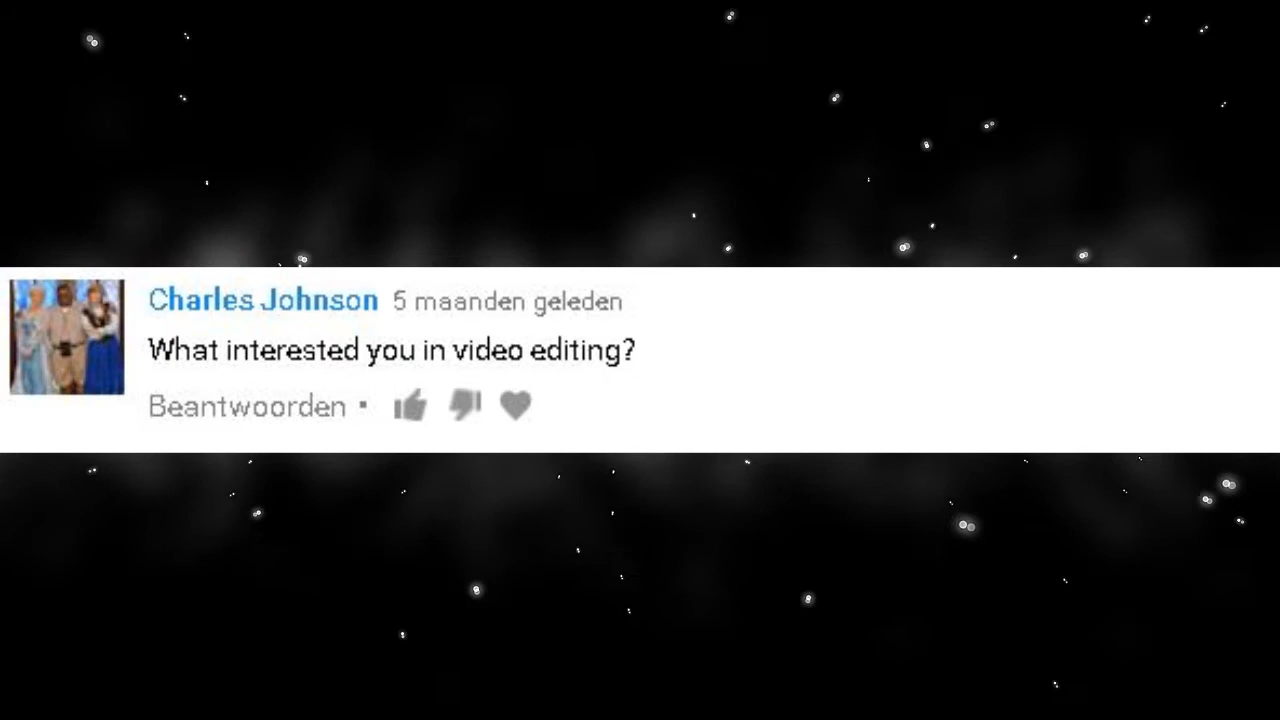 Charles Johnson 5 maanden geleden
What interested you in video editing?
Beantwoorden •